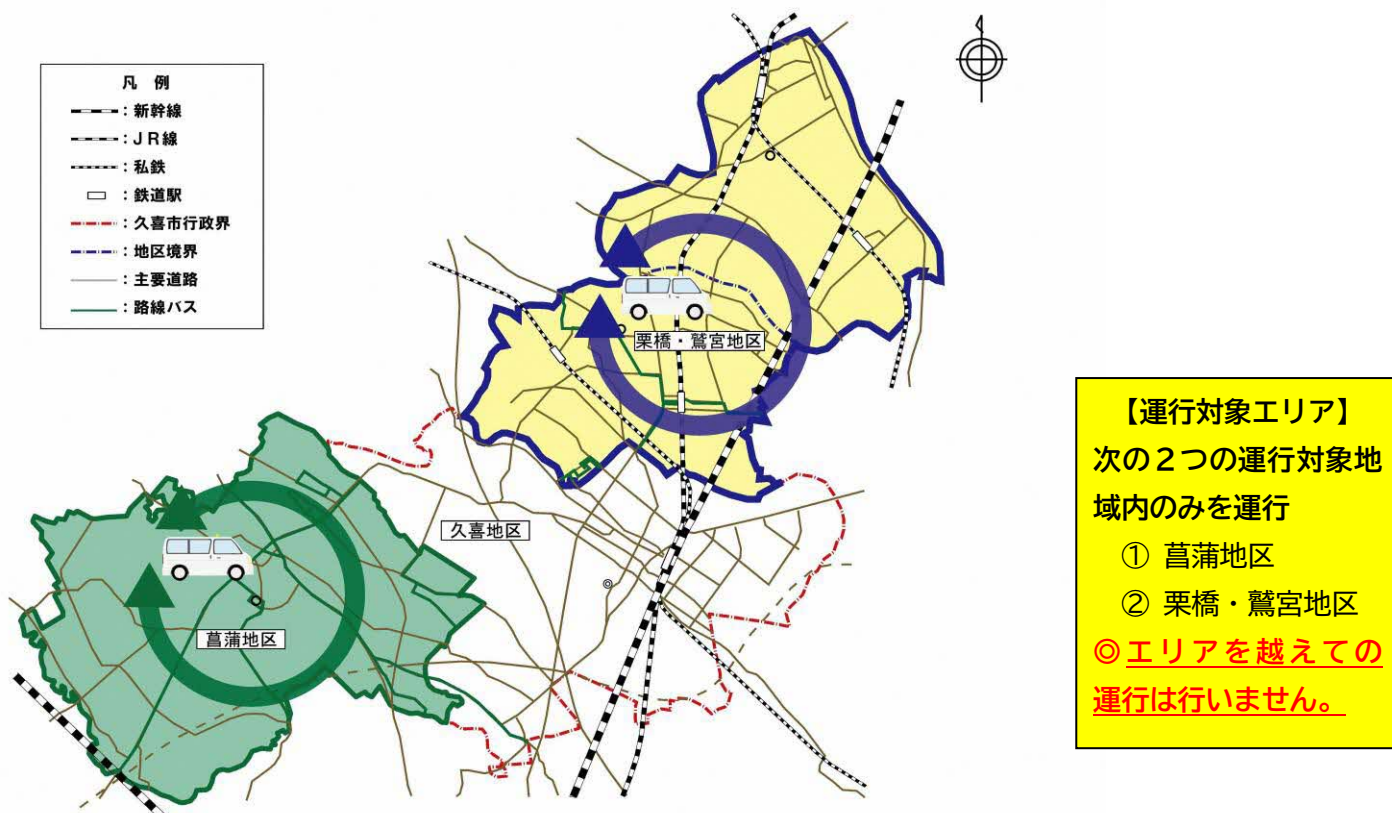 凡 例
：新幹線
：ＪＲ線
：私鉄
：鉄道駅
：久喜市行政界
：地区境界
：主要道路
：路線バス
栗橋・鷲宮地区
久喜地区
菖蒲地区
【運行対象エリア】
次の２つの運行対象地
域内のみを運行
① 菖蒲地区
② 栗橋・鷲宮地区
◎エリアを越えての
運行は行いません。